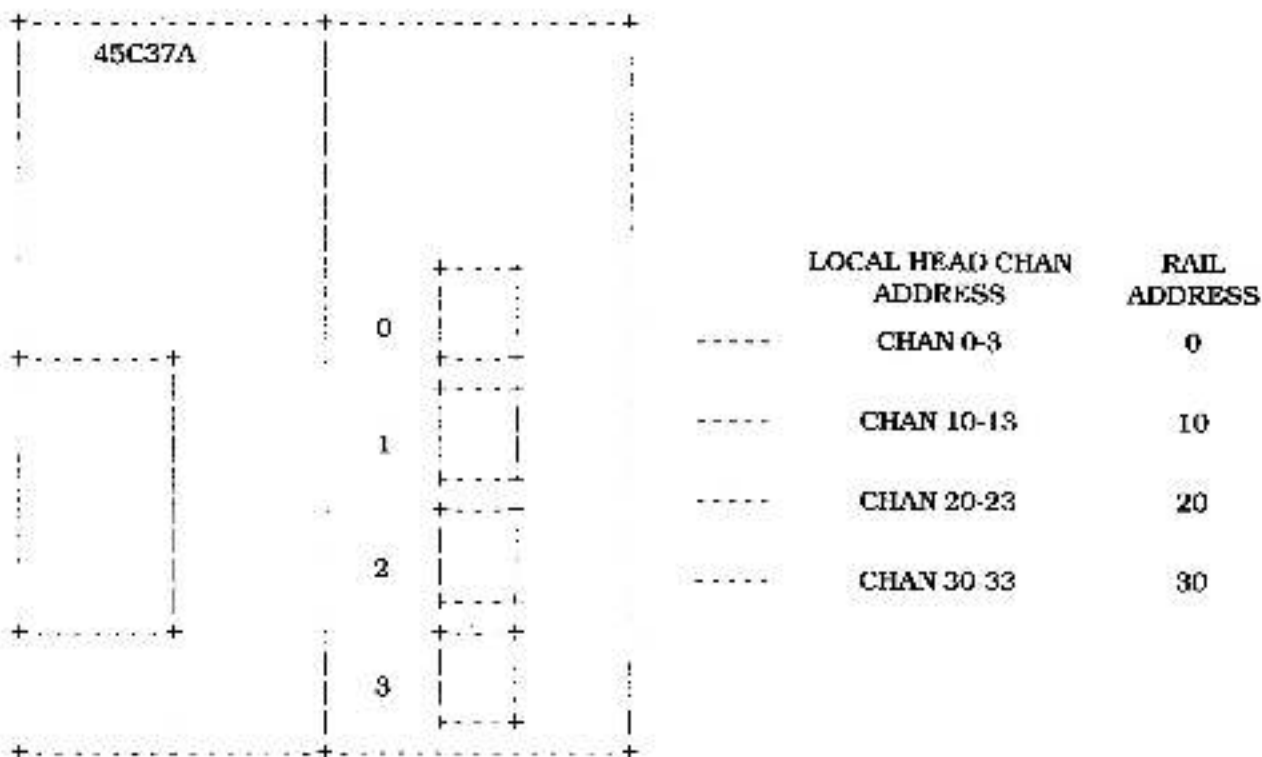 45C37A
0
1
2
3
LOCAL HEAD CHAN RAIL
ADDRESS ADDRESS
CHAN 0-3 0
CHAN 10-13 10
CHAN 20-23 20
CHAN 30-33 30